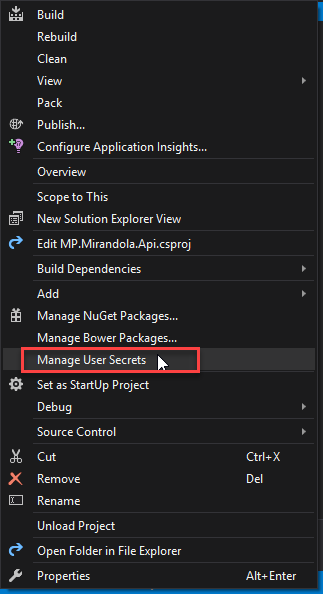 Build
Rebuild
Clean
View
Pack
Publish...
Configure Application Insights...
Overview
Scope to This
New Solution Explorer View
Edit MP.Mirandola.Api.csproj
Build Dependencies
Add
Manage NuGet Packages...
Manage Bower Packages...
Manage User Secrets
Set as StartUp Project
Debug
Source Control
Cut Ctrl+X
Remove Del
Rename
Unload Project
Open Folder in File Explorer
Properties Alt+Enter